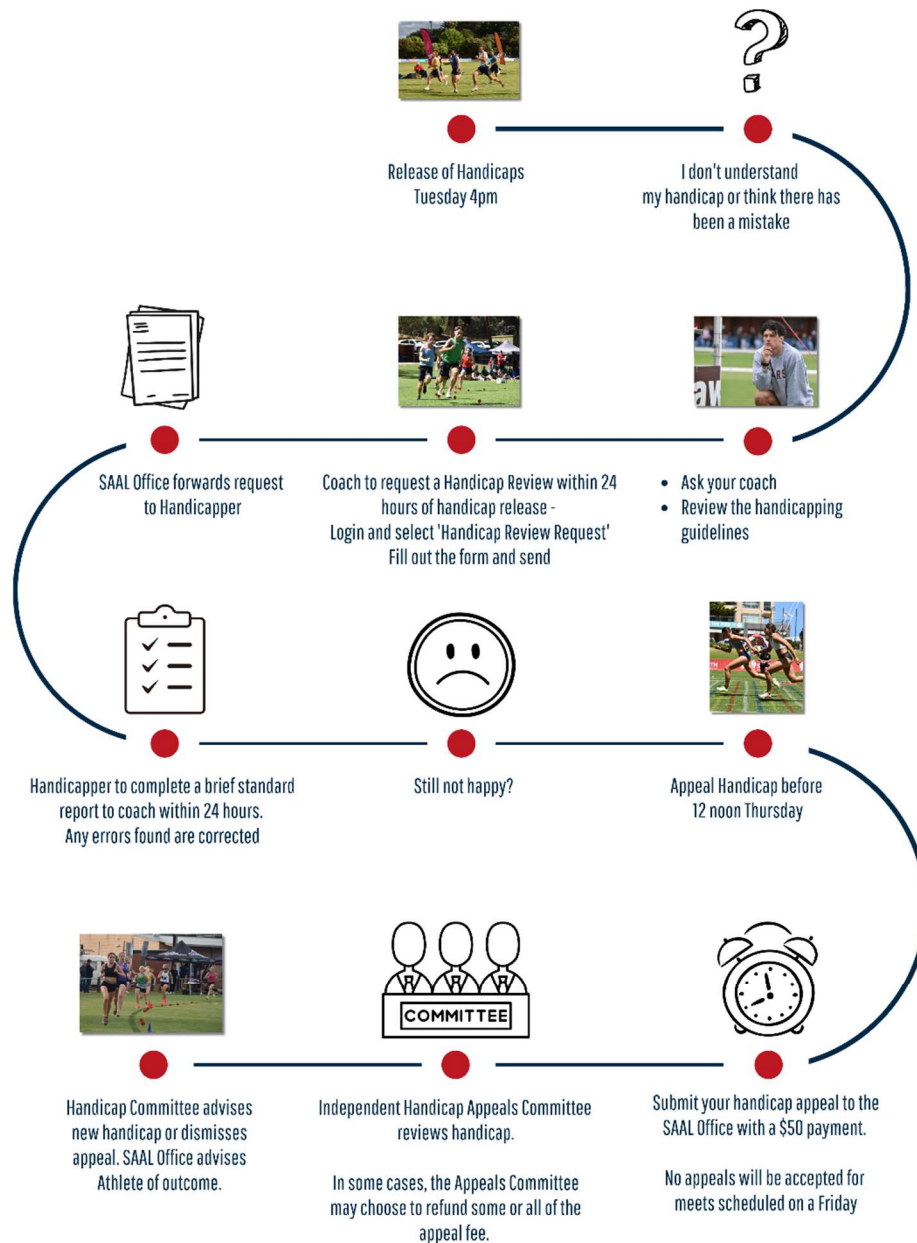 Release of Handicaps
Tuesday 4pm
I don't understand
my handicap or think there has
been a mistake
• Ask your coach
• Review the handicapping
guidelines
Coach to request a Handicap Review within 24
hours of handicap release -
Login and select 'Handicap Review Request'
Fill out the form and send
SAAL Office forwards request
to Handicapper
Handicapper to complete a brief standard
report to coach within 24 hours.
Any errors found are corrected
Still not happy?
Appeal Handicap before
12 noon Thursday
Submit your handicap appeal to the
SAAL Office with a $50 payment.
No appeals will be accepted for
meets scheduled on a Friday
COMMITTEE
Independent Handicap Appeals Committee
reviews handicap.
In some cases, the Appeals Committee
may choose to refund some or all of the
appeal fee.
Handicap Committee advises
new handicap or dismisses
appeal. SAAL Office advises
Athlete of outcome.